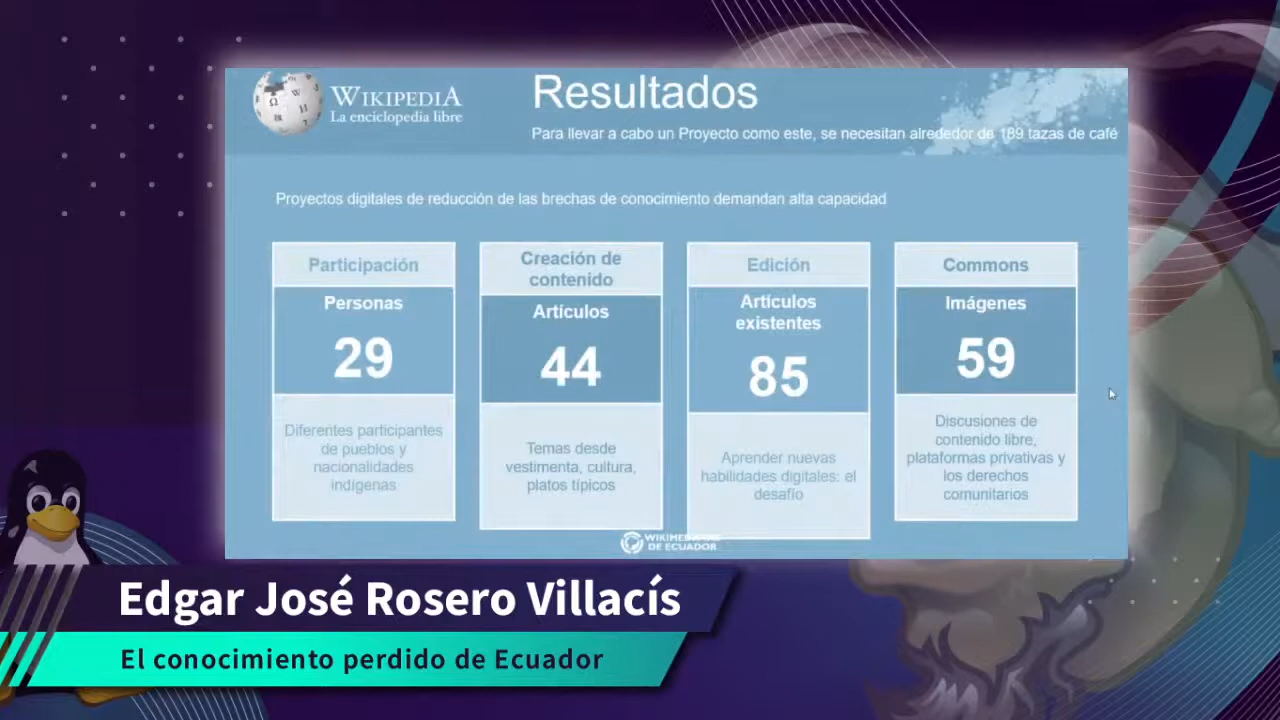 WIKIPEDIA
La enciclopedia libre
Resultados
Para llevar a cabo un Proyecto como este, se necesitan alrededor de 189 tazas de café
Proyectos digitales de reducción de las brechas de conocimiento demandan alta capacidad
Participación
Personas
29
Diferentes participantes
de pueblos y
nacionalidades
indígenas
Creación de
contenido
Artículos
44
Temas desde
vestimenta, cultura,
platos típicos
Edición
Artículos
existentes
85
Aprender nuevas
habilidades digitales: el
desafío
Commons
Imágenes
59
Discusiones de
contenido libre,
plataformas privativas y
los derechos
comunitarios
DE ECUADOR
Edgar José Rosero Villacís
El conocimiento perdido de Ecuador